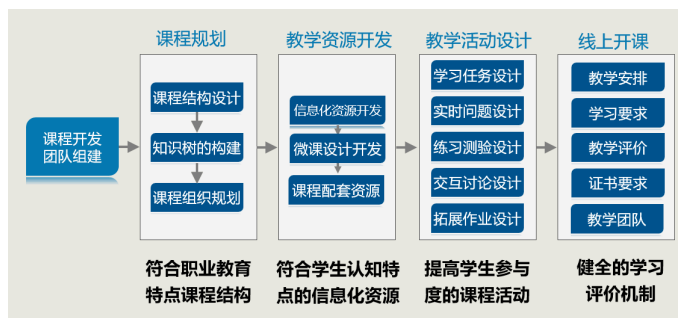 课程规划
教学资源开发
教学活动设计
线上开课
课程开发
团队组建
课程结构设计
知识树的构建
课程组织规划
信息化资源开发
微课设计开发
课程配套资源
学习任务设计
实时问题设计
练习测验设计
交互讨论设计
拓展作业设计
教学安排
学习要求
教学评价
证书要求
教学团队
符合职业教育
特点课程结构
符合学生认知特
点的信息化资源
提高学生参与
度的课程活动
健全的学习
评价机制